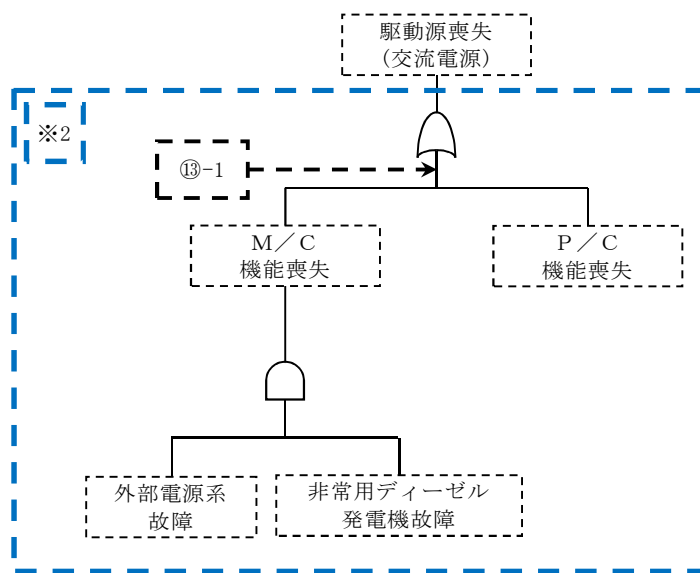 駆動源喪失
(交流電源)
※2
⑬-1
M/C
機能喪失
P/C
機能喪失
外部電源系
故障
非常用ディーゼル
発電機故障